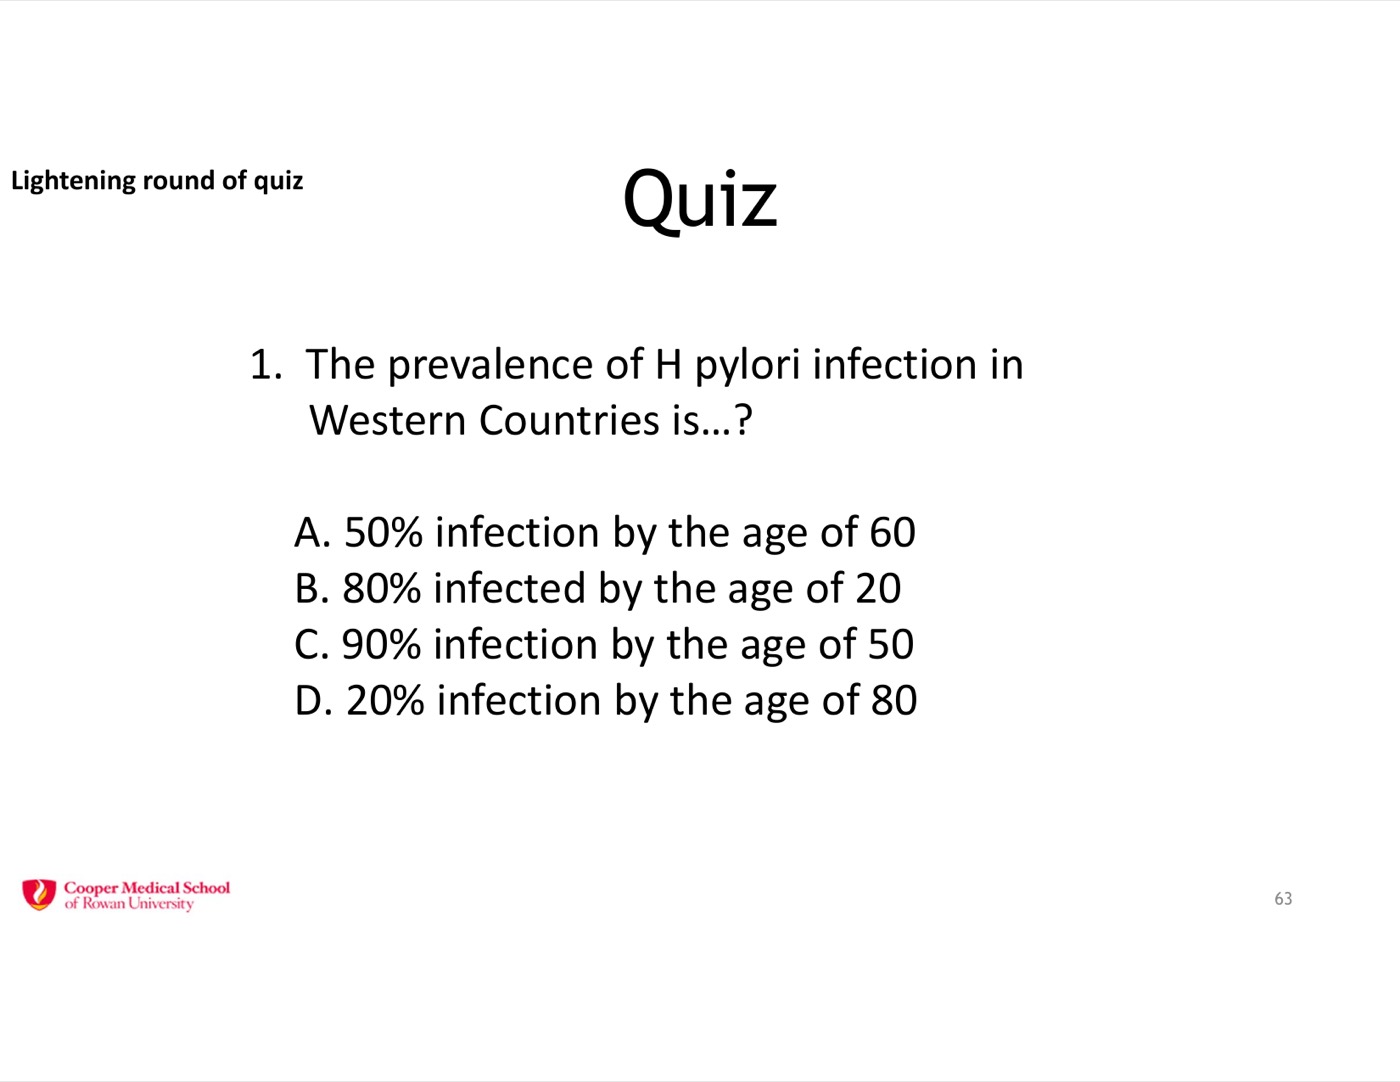 Lightening round of quiz
Quiz
1. The prevalence of H pylori infection in
Western Countries is...?
A. 50% infection by the age of 60
B. 80% infected by the age of 20
C. 90% infection by the age of 50
D. 20% infection by the age of 80
Cooper Medical School
of Rowan University
63